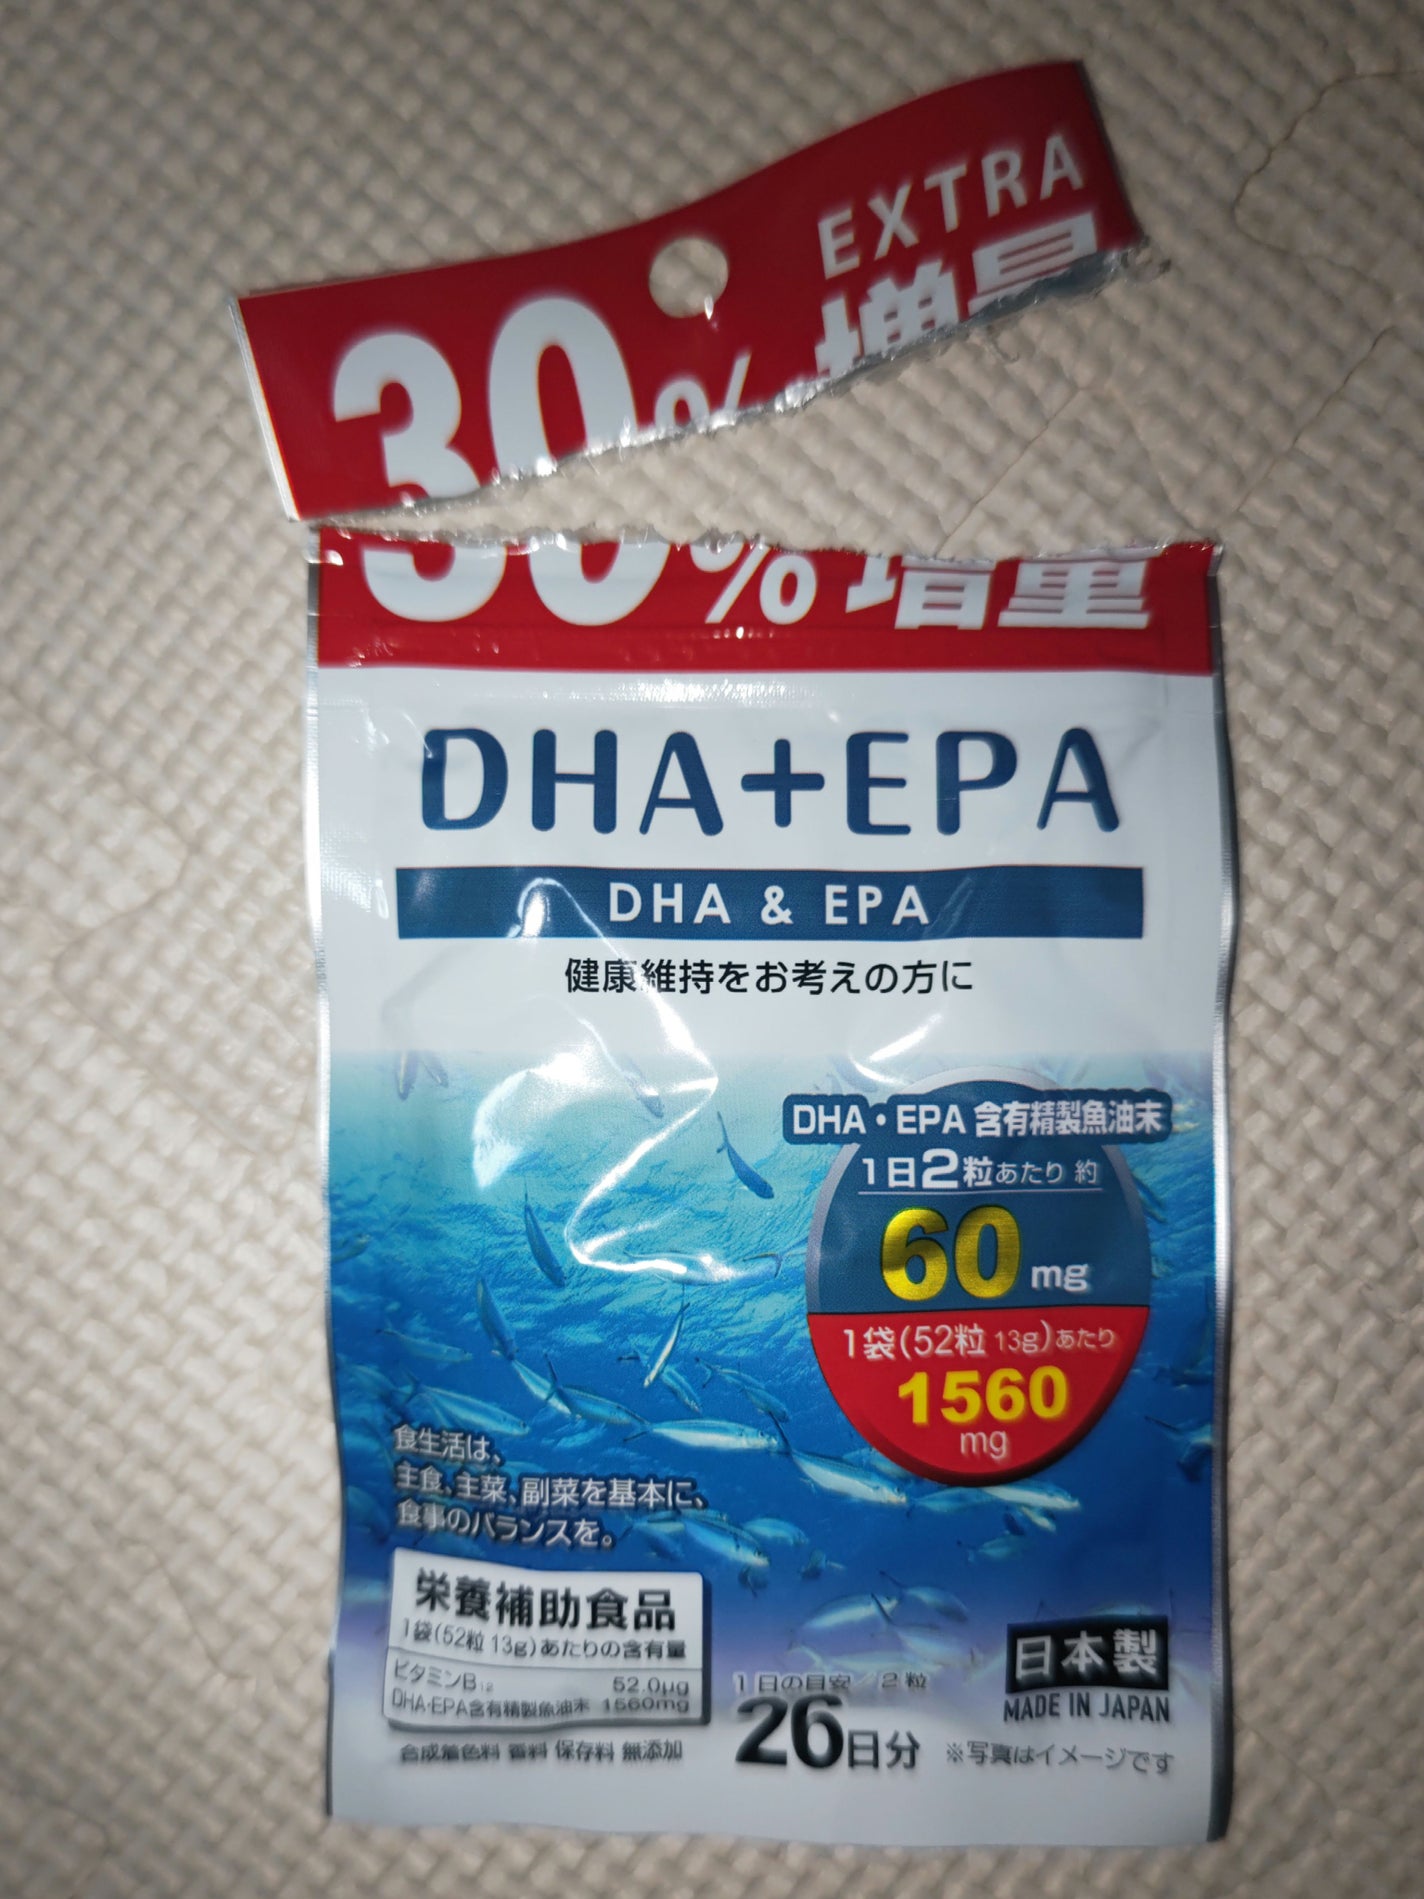 EXTRA
30%増量
30%増量
DHA+EPA
DHA & EPA
健康維持をお考えの方に
DHA・EPA 含有精製魚油末
1日2粒あたり 約
60mg
1袋(52粒 13g)あたり
1560
mg
食生活は、
主食、主菜、副菜を基本に、
食事のバランスを。
栄養補助食品
1袋(52粒 13g)あたりの含有量
ビタミンB12 52.0μg
DHA・EPA含有精製魚油末 1560mg
合成着色料 香料 保存料 無添加
1日の目安/2粒
26日分
日本製
MADE IN JAPAN
※写真はイメージです